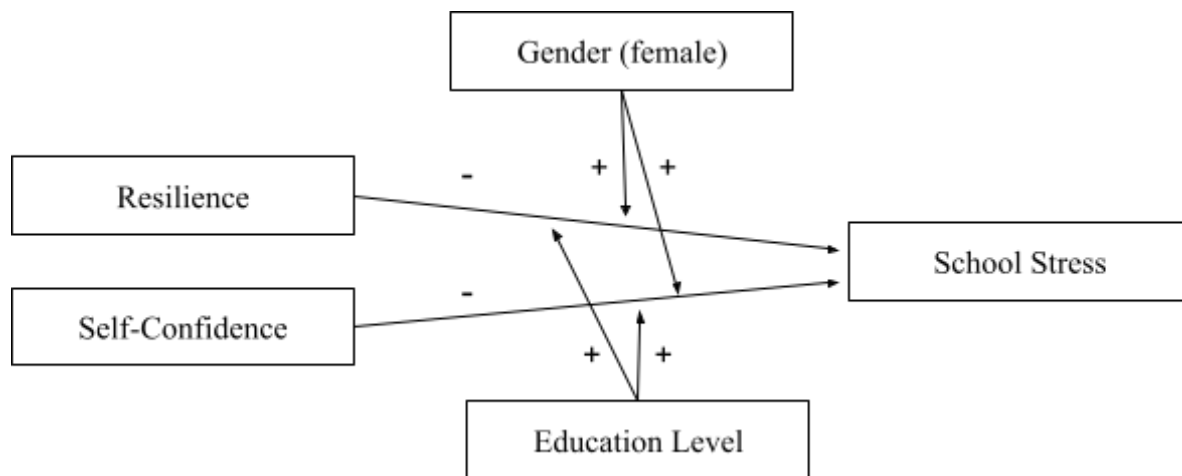 Gender (female)
+ +
-
Resilience
School Stress
-
Self-Confidence
+ +
Education Level